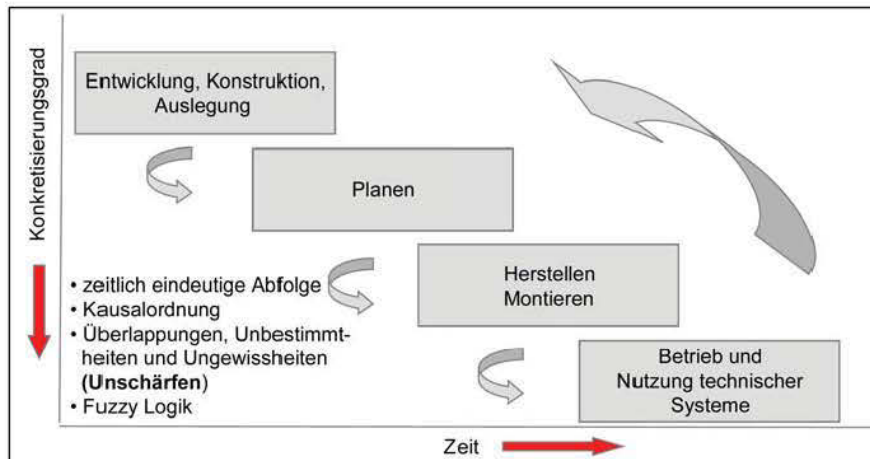 Konkretisierungsgrad
Entwicklung, Konstruktion,
Auslegung
Planen
Herstellen
Montieren
Betrieb und
Nutzung technischer
Systeme
• zeitlich eindeutige Abfolge
• Kausalordnung
• Überlappungen, Unbestimmt-
heiten und Ungewissheiten
(Unschärfen)
• Fuzzy Logik
Zeit